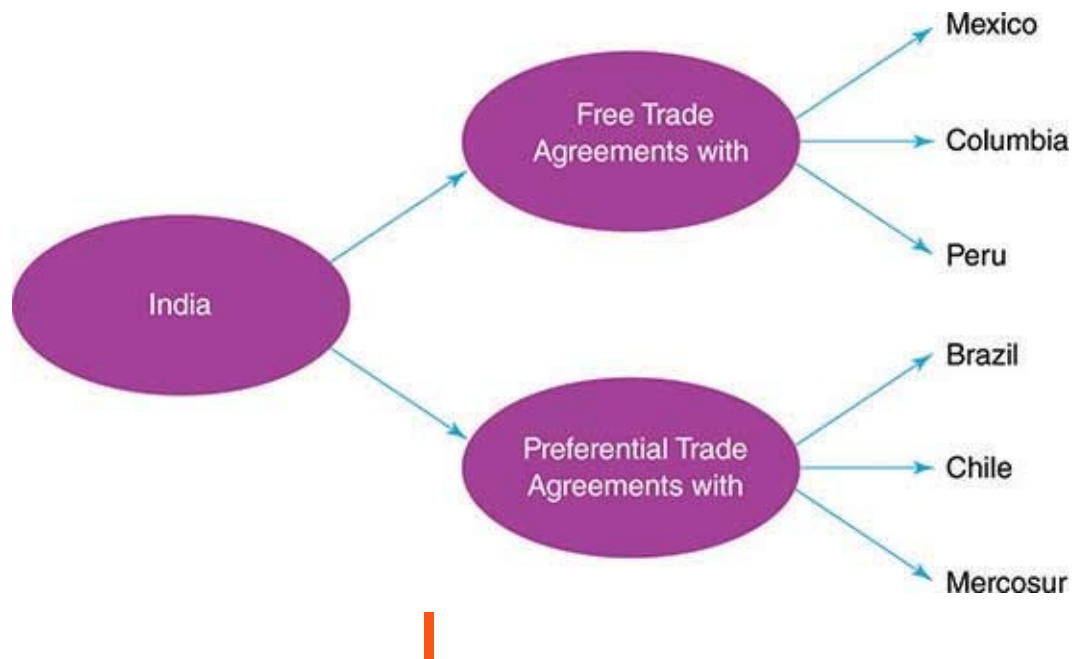 India
Free Trade
Agreements with
Mexico
Columbia
Peru
Preferential Trade
Agreements with
Brazil
Chile
Mercosur